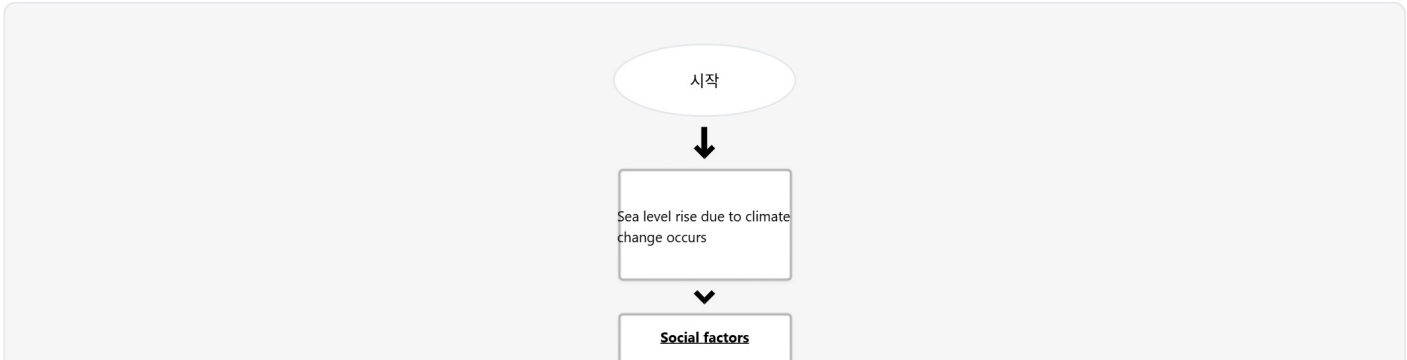 시작
Sea level rise due to climate
change occurs
Social factors